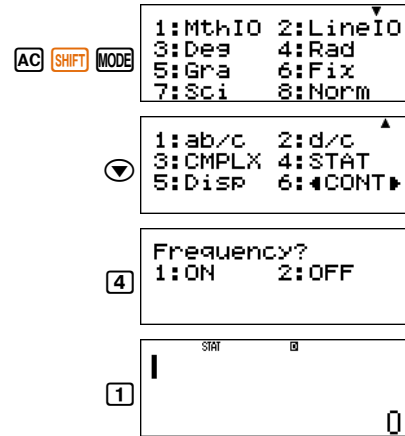 1:MthIO 2:LineIO
3:Deg 4:Rad
5:Gra 6:Fix
7:Sci 8:Norm
AC SHIFT MODE
1:ab/c 2:d/c
3:CMPLX 4:STAT
5:Disp 6:◀CONT▶
Frequency?
1:ON 2:OFF
4
STAT D
1
0